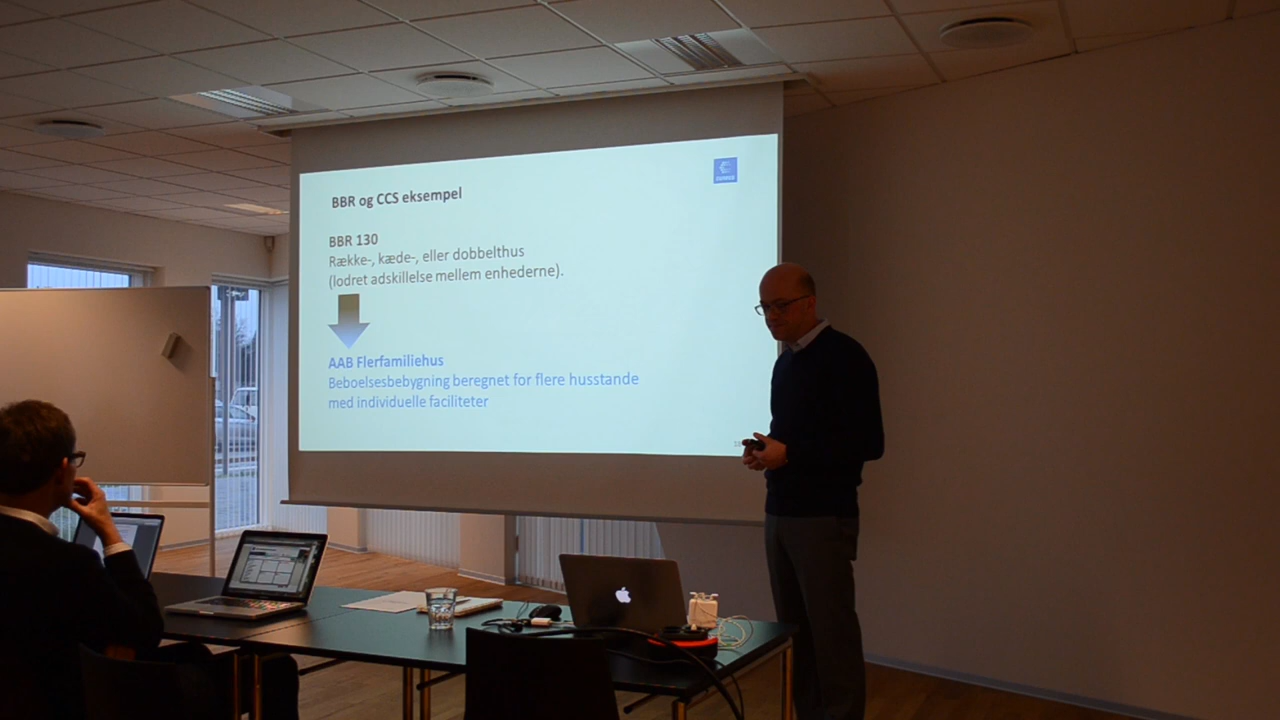 BBR og CCS eksempel
BBR 130
Række-, kæde-, eller dobbelthus
(lodret adskillelse mellem enhederne).
AAB Flerfamiliehus
Beboelsesbebygning beregnet for flere husstande
med individuelle faciliteter